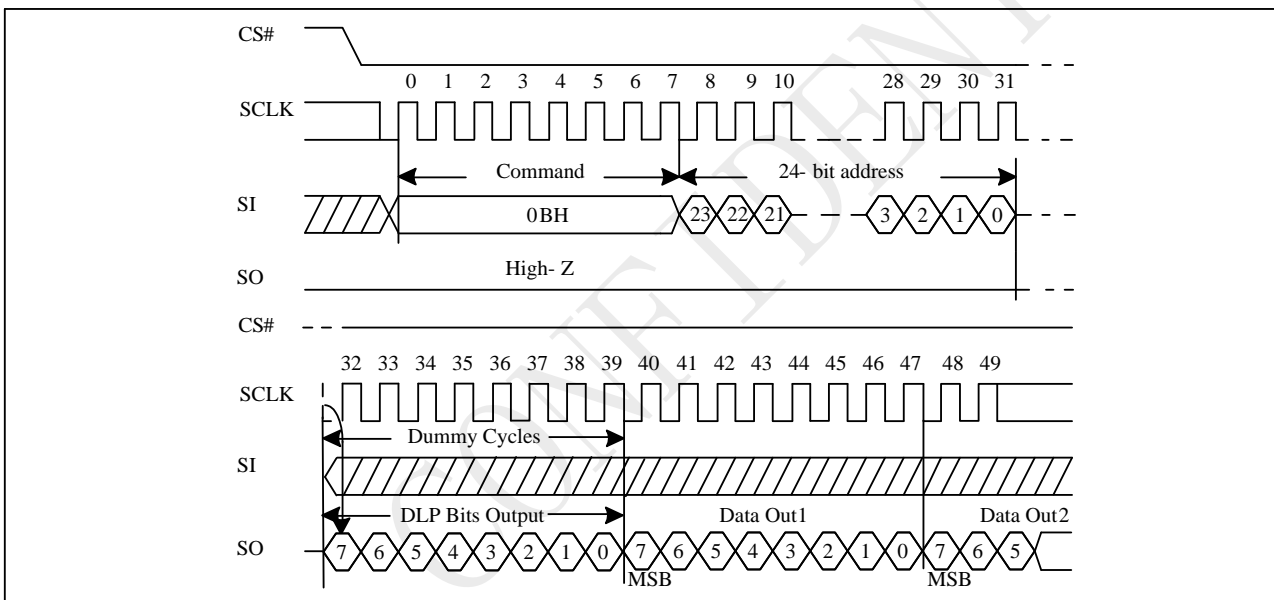 CS#
0 1 2 3 4 5 6 7 8 9 10 28 29 30 31
SCLK
Command 24- bit address
SI
0BH 23 22 21 3 2 1 0
High- Z
SO
CS#
32 33 34 35 36 37 38 39 40 41 42 43 44 45 46 47 48 49
SCLK
Dummy Cycles
SI
DLP Bits Output Data Out1 Data Out2
SO 7 6 5 4 3 2 1 0 7 6 5 4 3 2 1 0 7 6 5
MSB MSB
CONFIDENT